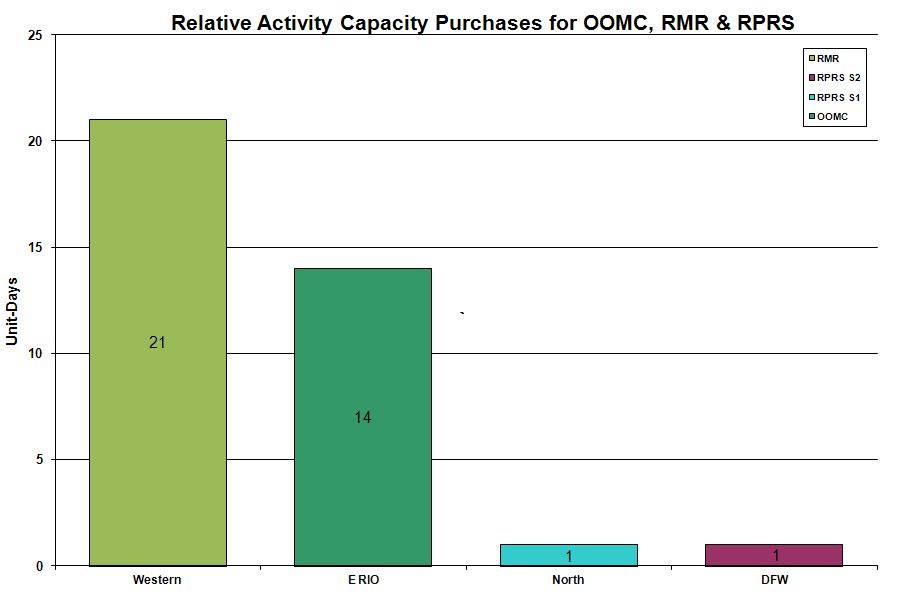 Relative Activity Capacity Purchases for OOMC, RMR & RPRS
25
20
15
10
5
0
Unit-Days
RMR
RPRS S2
RPRS S1
OOMC
21
14
1
1
Western
ERIO
North
DFW